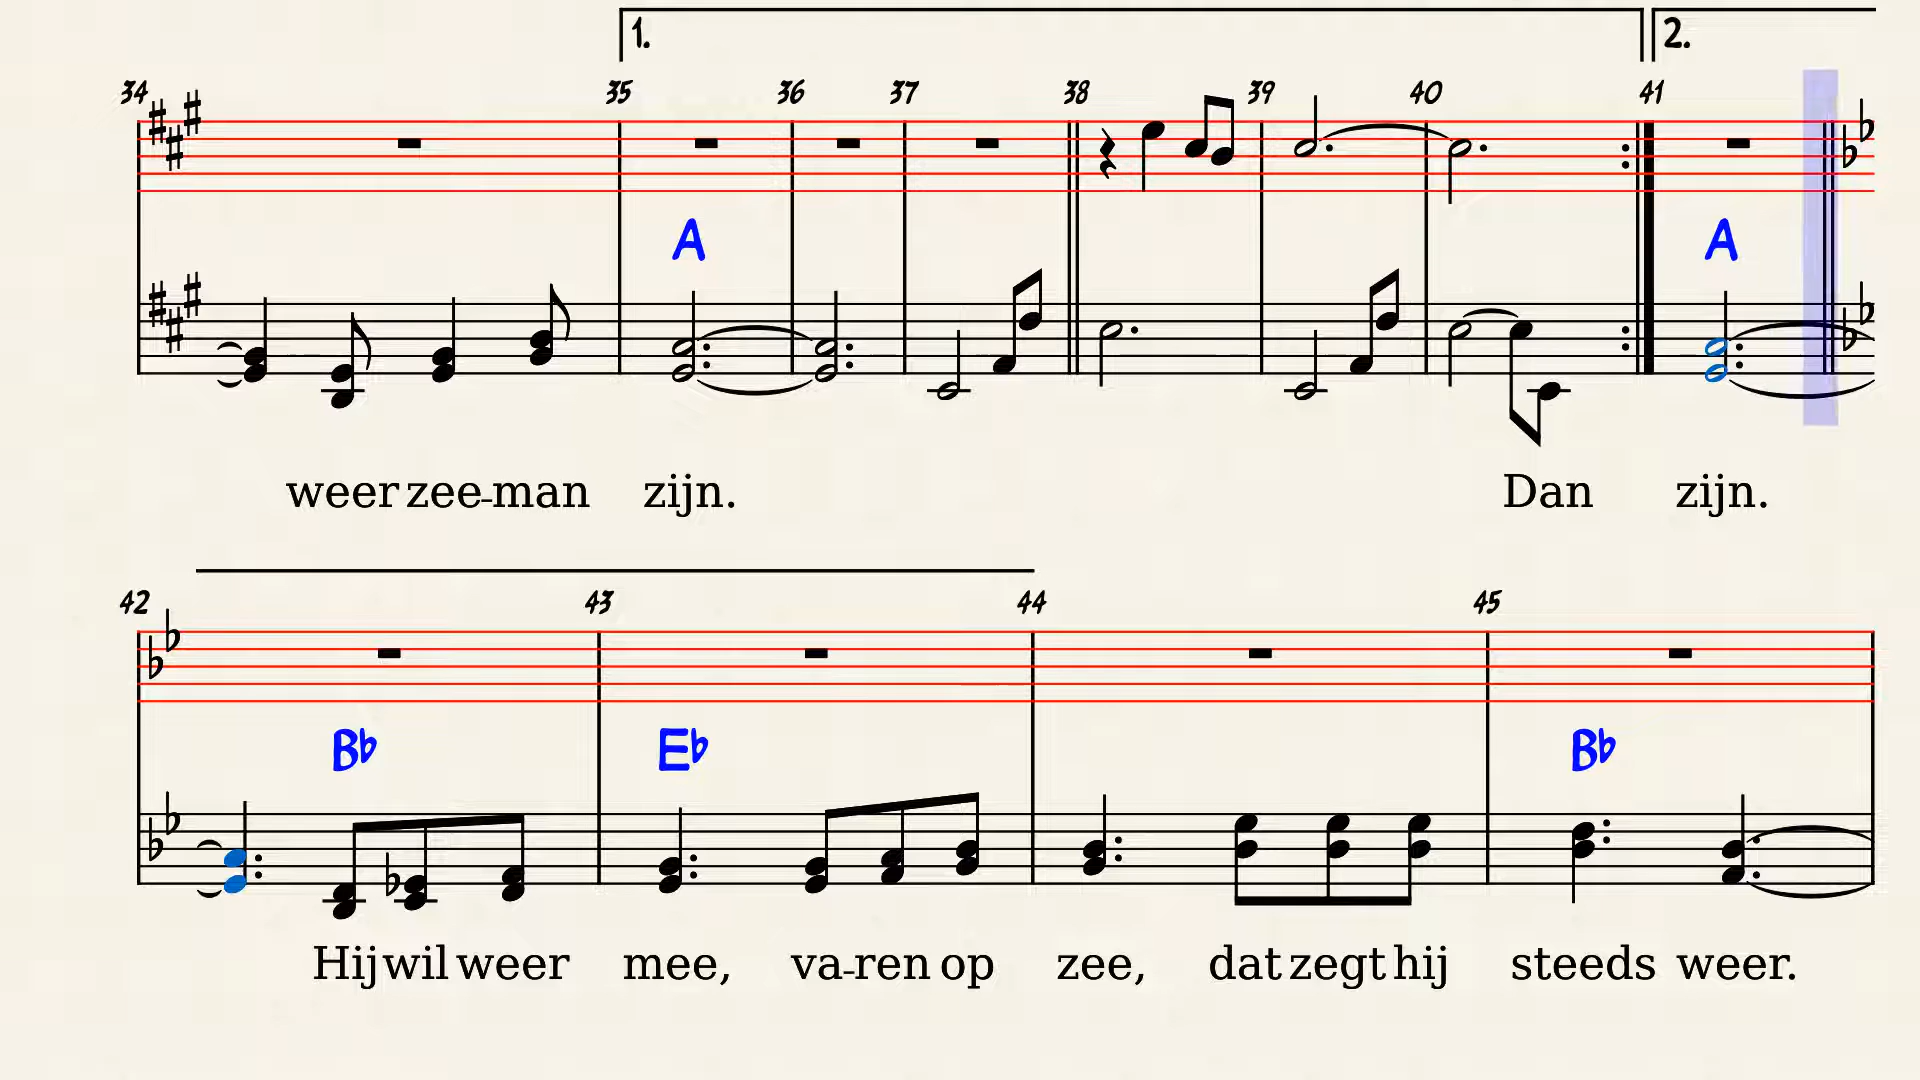 1. 2.
34 35 36 37 38 39 40 41
A A
weer zee-man zijn. Dan zijn.
42 43 44 45
Bb Eb Bb
Hij wil weer mee, va-ren op zee, dat zegt hij steeds weer.